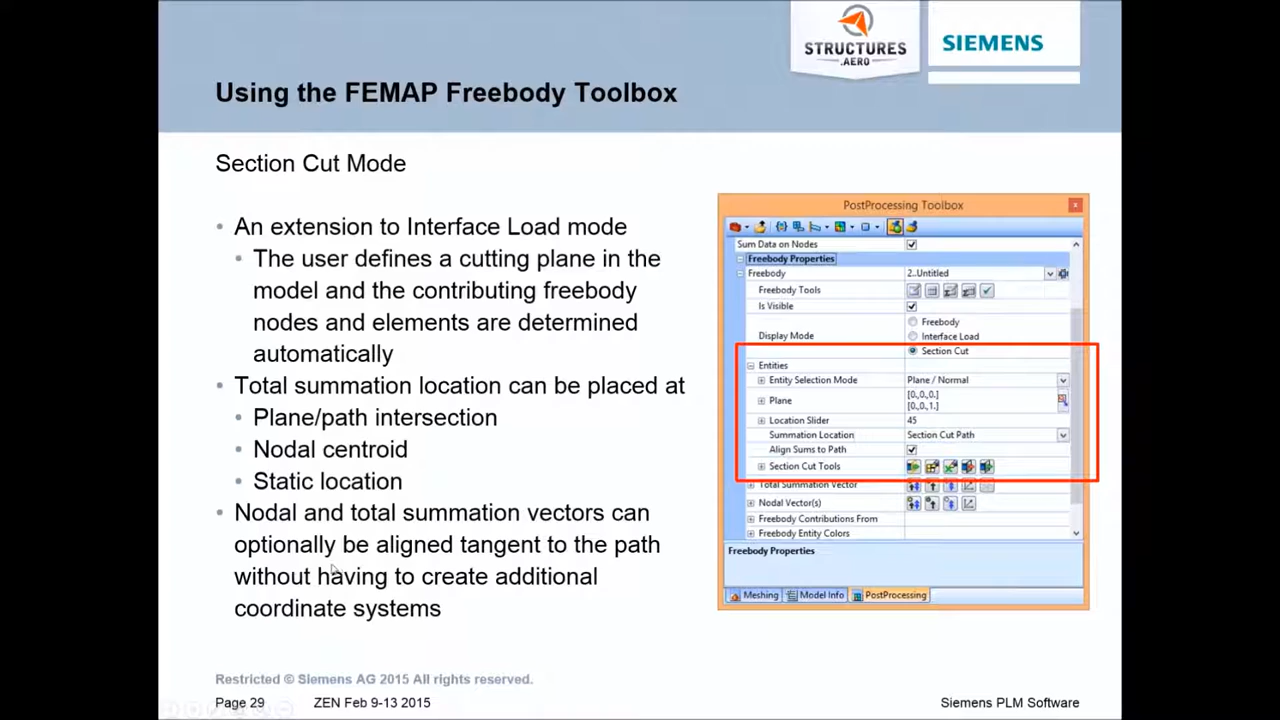 STRUCTURES
.AERO
SIEMENS
Using the FEMAP Freebody Toolbox
Section Cut Mode
• An extension to Interface Load mode
• The user defines a cutting plane in the
model and the contributing freebody
nodes and elements are determined
automatically
• Total summation location can be placed at
• Plane/path intersection
• Nodal centroid
• Static location
• Nodal and total summation vectors can
optionally be aligned tangent to the path
without having to create additional
coordinate systems
PostProcessing Toolbox
x
Sum Data on Nodes
Freebody Properties
Freebody 2..Untitled
Freebody Tools
Is Visible
Freebody
Display Mode Interface Load
Section Cut
Entities
Entity Selection Mode Plane / Normal
Plane [0.,0.,0.]
[0.,0.,1.]
Location Slider 45
Summation Location Section Cut Path
Align Sums to Path
Section Cut Tools
Total Summation Vector
Nodal Vector(s)
Freebody Contributions From
Freebody Entity Colors
Freebody Properties
Meshing Model Info PostProcessing
Restricted © Siemens AG 2015 All rights reserved.
Page 29 ZEN Feb 9-13 2015 Siemens PLM Software